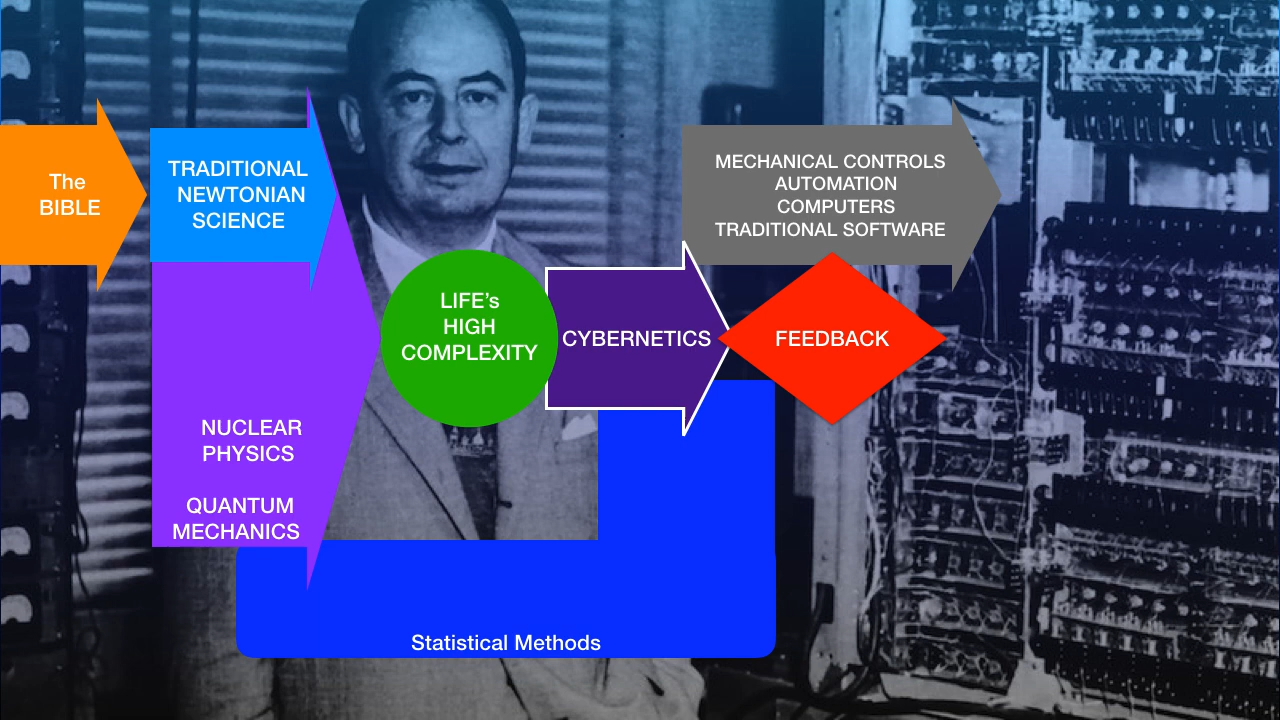 The
BIBLE
TRADITIONAL
NEWTONIAN
SCIENCE
MECHANICAL CONTROLS
AUTOMATION
COMPUTERS
TRADITIONAL SOFTWARE
LIFE's
HIGH
COMPLEXITY
CYBERNETICS
FEEDBACK
NUCLEAR
PHYSICS
QUANTUM
MECHANICS
Statistical Methods